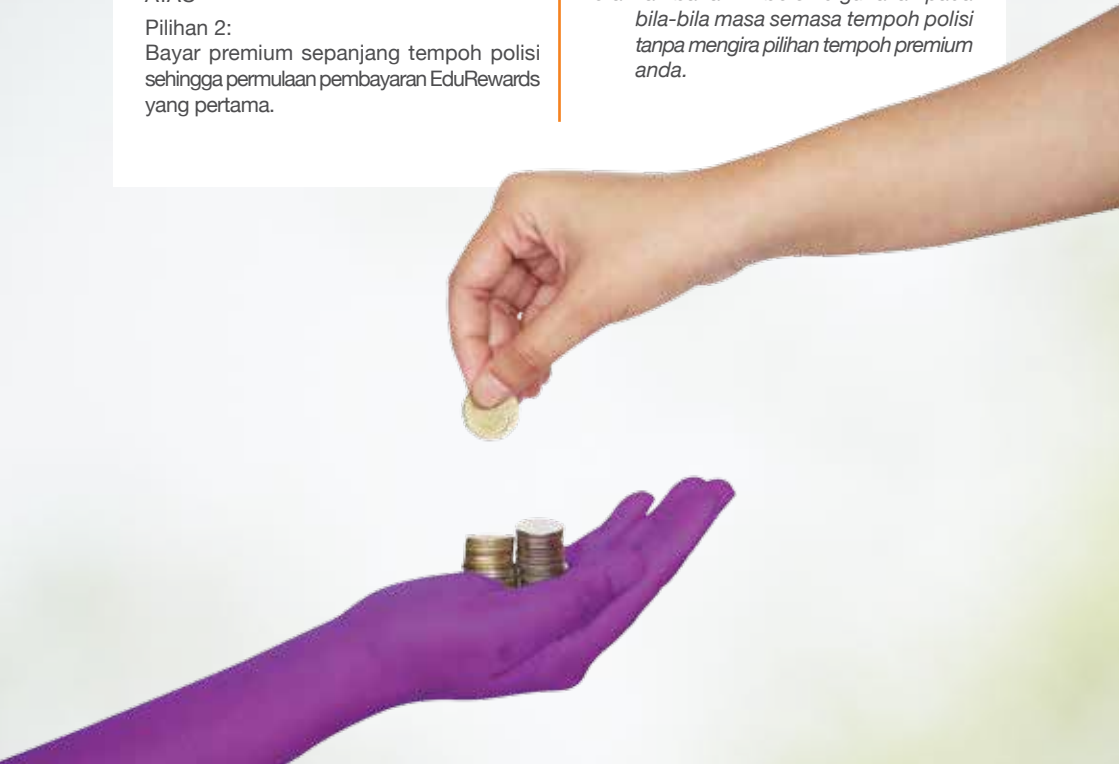 Pilihan 2:
Bayar premium sepanjang tempoh polisi
sehingga permulaan pembayaran EduRewards
yang pertama.
bila-bila masa semasa tempoh polisi
tanpa mengira pilihan tempoh premium
anda.